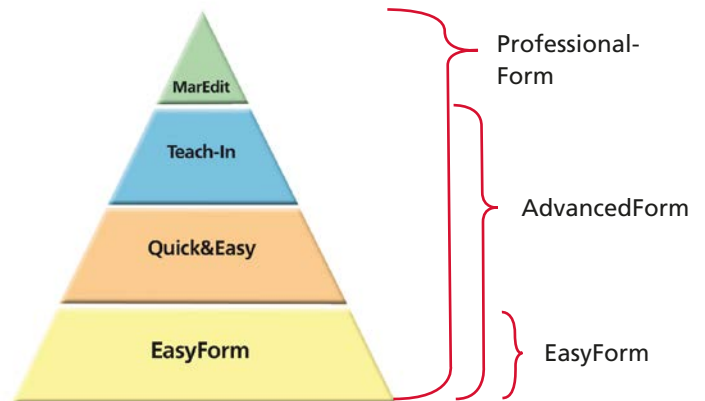 MarEdit
Teach-In
Quick&Easy
EasyForm
Professional-
Form
AdvancedForm
EasyForm